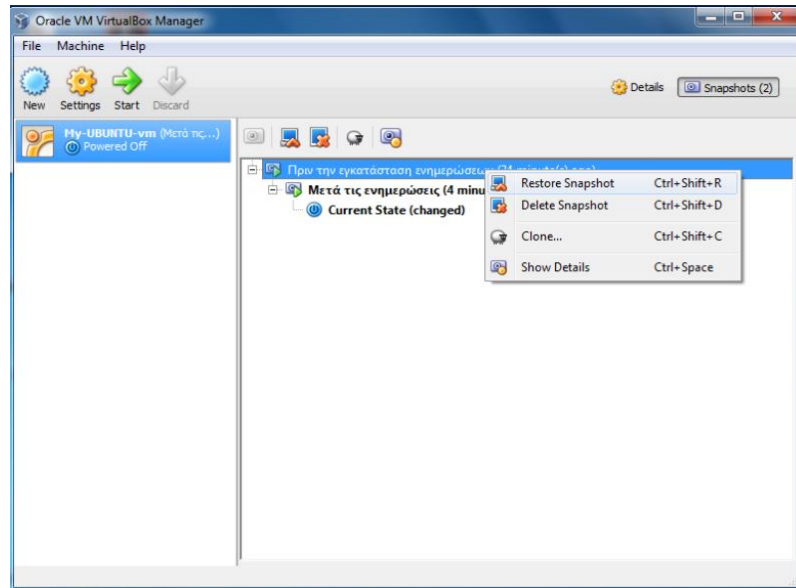 Oracle VM VirtualBox Manager
File Machine Help
New Settings Start Discard
Details Snapshots (2)
My-UBUNTU-vm (Μετά τις...)
Powered Off
Πριν την εγκατάσταση ενημερώσεων
Μετά τις ενημερώσεις (4 minu
Current State (changed)
Restore Snapshot Ctrl+Shift+R
Delete Snapshot Ctrl+Shift+D
Clone... Ctrl+Shift+C
Show Details Ctrl+Space